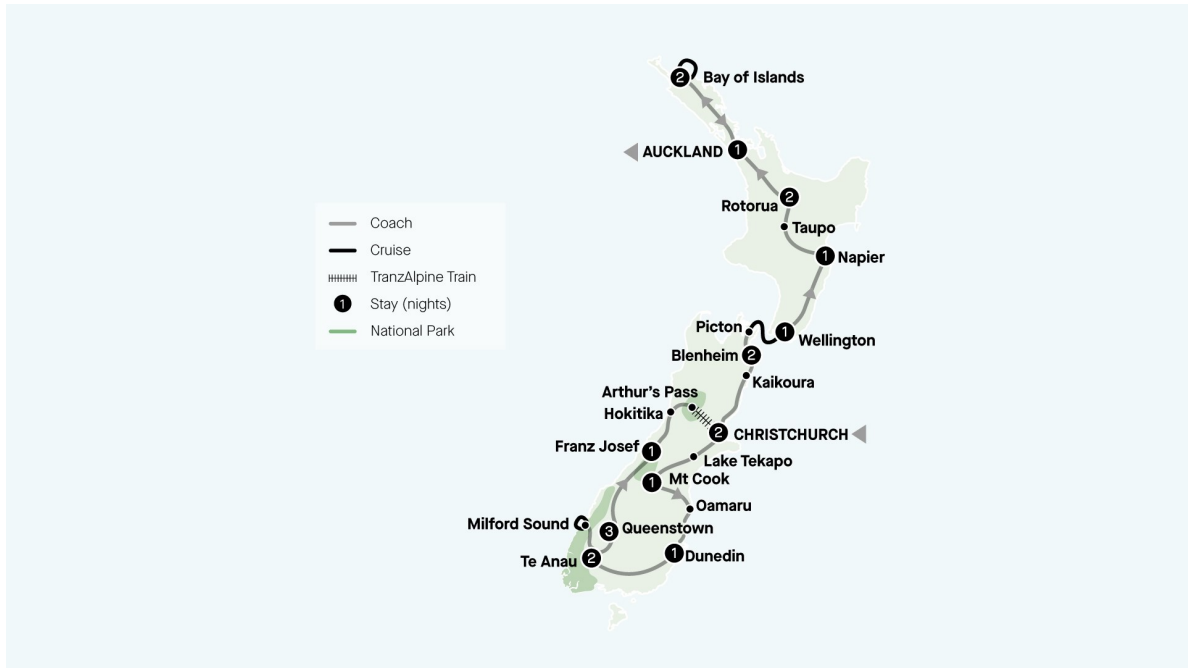 2 Bay of Islands
AUCKLAND 1
2
Rotorua
Taupo
1 Napier
Coach
Cruise
TranzAlpine Train
1 Stay (nights)
National Park
Picton
1 Wellington
Blenheim 2
Kaikoura
Arthur's Pass
Hokitika
2 CHRISTCHURCH
Franz Josef 1
Lake Tekapo
1 Mt Cook
Oamaru
Milford Sound
3 Queenstown
Te Anau 2
1 Dunedin